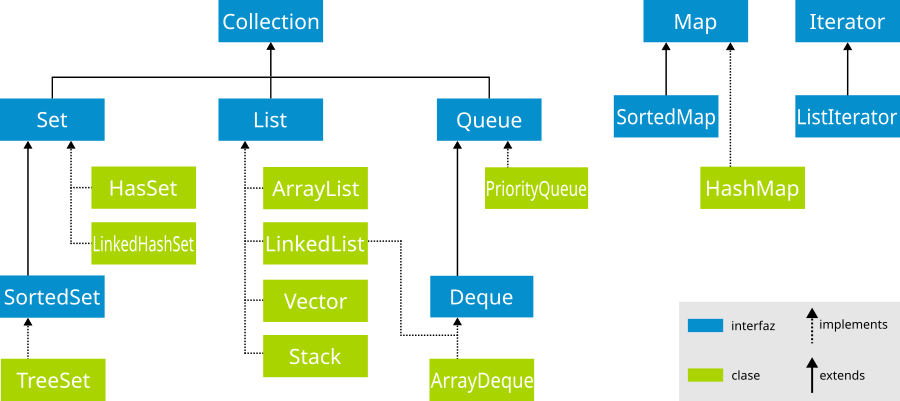 Collection
Map
Iterator
Set
List
Queue
SortedMap
ListIterator
HasSet
ArrayList
PriorityQueue
HashMap
LinkedHashSet
LinkedList
SortedSet
Vector
Deque
Stack
TreeSet
ArrayDeque
interfaz
implements
clase
extends